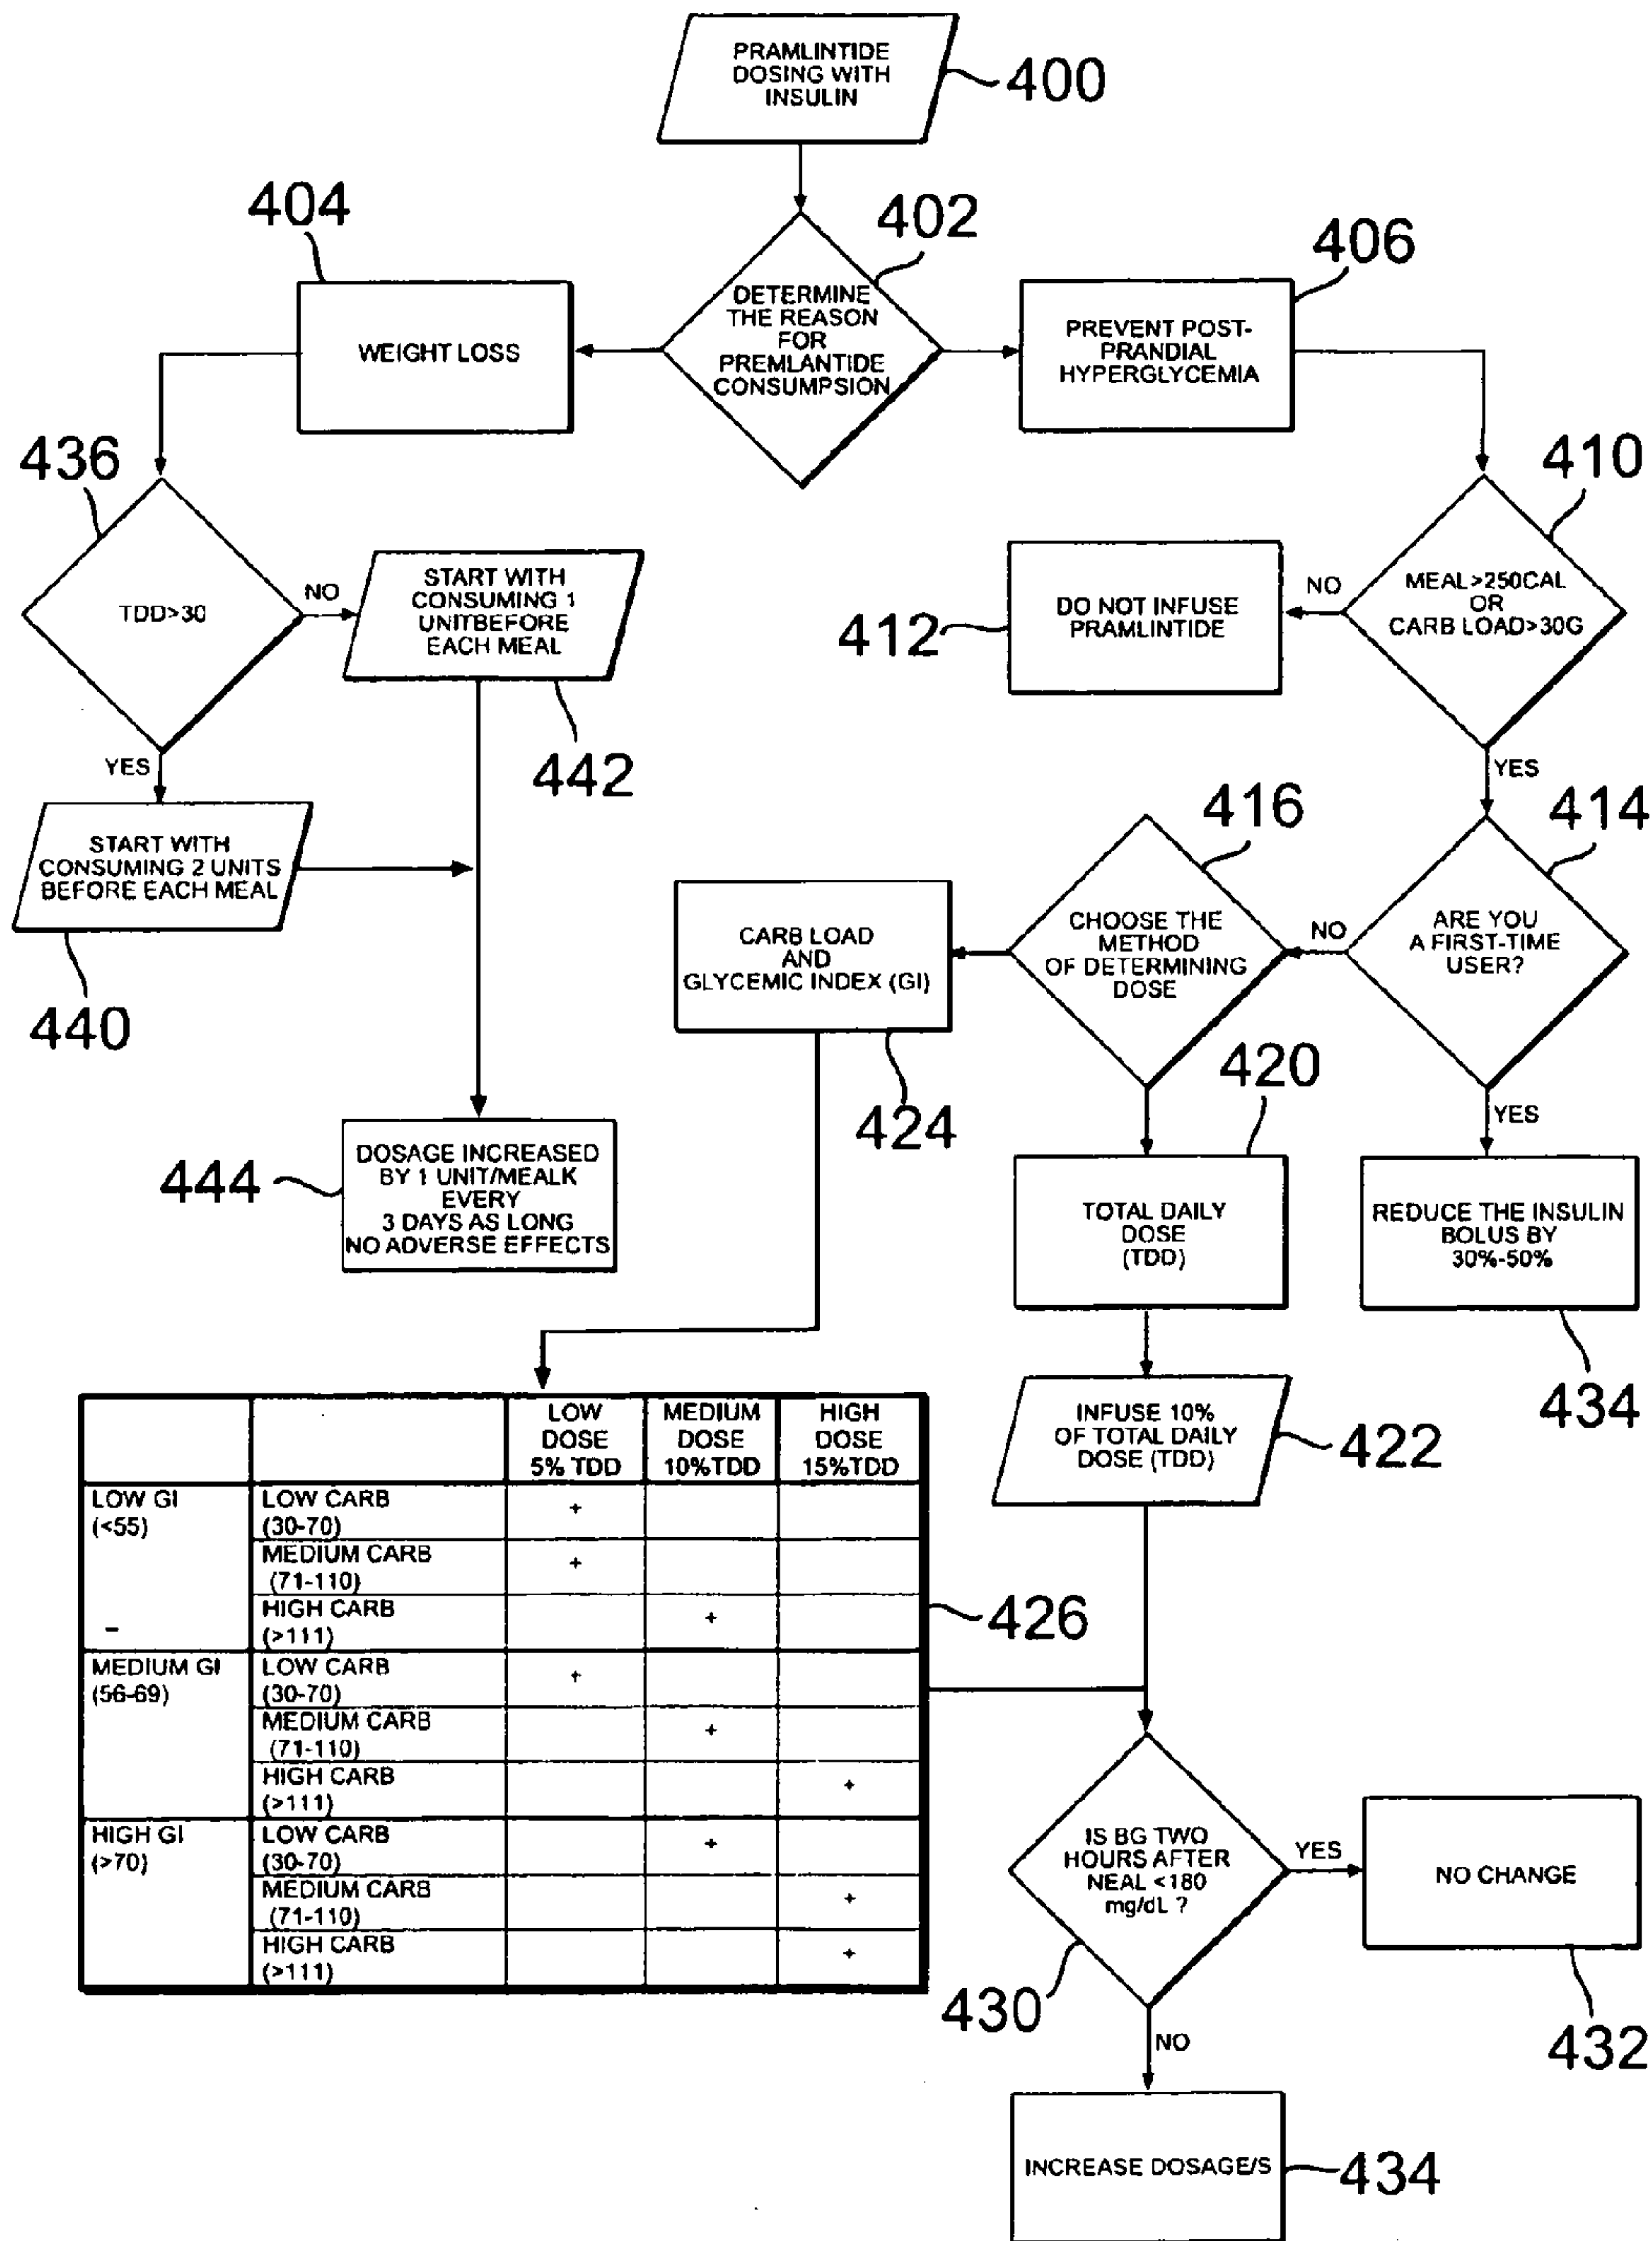 PRAMLINTIDE
DOSING WITH
INSULIN
400
404
402
406
WEIGHT LOSS
DETERMINE
THE REASON
FOR
PREMLANTIDE
CONSUMPSION
PREVENT POST-
PRANDIAL
HYPERGLYCEMIA
436
410
TDD>30
NO
START WITH
CONSUMING 1
UNITBEFORE
EACH MEAL
442
YES
412
DO NOT INFUSE
PRAMLINTIDE
NO
MEAL>250CAL
OR
CARB LOAD>30G
YES
START WITH
CONSUMING 2 UNITS
BEFORE EACH MEAL
440
416
414
CARB LOAD
AND
GLYCEMIC INDEX (GI)
424
CHOOSE THE
METHOD
OF DETERMINING
DOSE
NO
ARE YOU
A FIRST-TIME
USER?
YES
420
444
DOSAGE INCREASED
BY 1 UNIT/MEALK
EVERY
3 DAYS AS LONG
NO ADVERSE EFFECTS
TOTAL DAILY
DOSE
(TDD)
REDUCE THE INSULIN
BOLUS BY
30%-50%
434
INFUSE 10%
OF TOTAL DAILY
DOSE (TDD)
422
LOW
DOSE
5% TDD
MEDIUM
DOSE
10%TDD
HIGH
DOSE
15%TDD
LOW GI
(<55)
–
LOW CARB
(30-70)
+
MEDIUM CARB
(71-110)
+
HIGH CARB
(>111)
+
426
MEDIUM GI
(56-69)
LOW CARB
(30-70)
+
MEDIUM CARB
(71-110)
+
HIGH CARB
(>111)
+
HIGH GI
(>70)
LOW CARB
(30-70)
+
MEDIUM CARB
(71-110)
+
HIGH CARB
(>111)
+
IS BG TWO
HOURS AFTER
NEAL <180
mg/dL ?
430
YES
NO CHANGE
432
NO
INCREASE DOSAGE/S
434